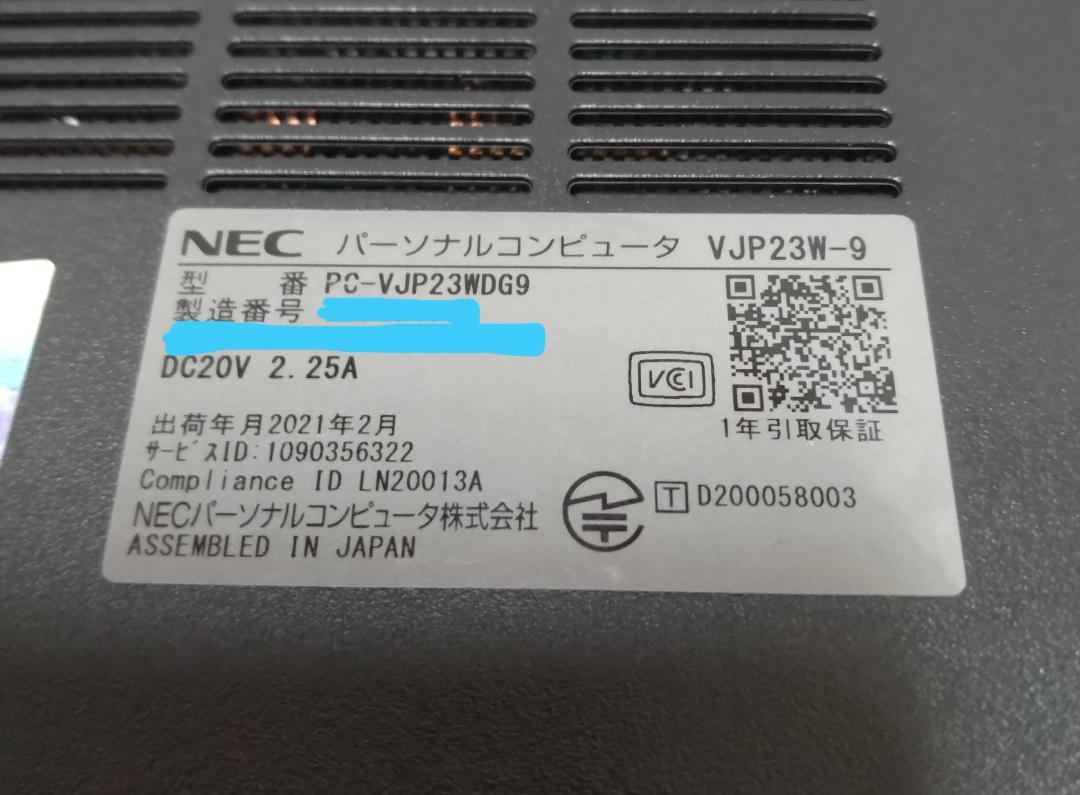 NEC パーソナルコンピュータ VJP23W-9
型 番 PC-VJP23WDG9
製造番号
DC20V 2.25A
VCCI
1年引取保証
出荷年月2021年2月
ｻｰﾋﾞｽID:1090356322
Compliance ID LN20013A
T D200058003
NECパーソナルコンピュータ株式会社
ASSEMBLED IN JAPAN